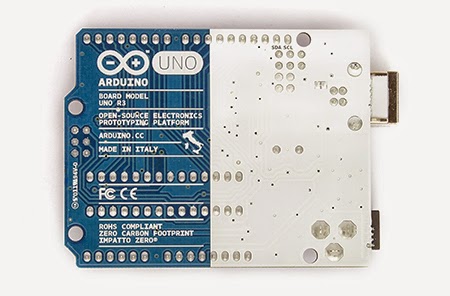 SDA SCL
UNO
ARDUINO
BOARD MODEL
UNO R3
OPEN-SOURCE ELECTRONICS
PROTOTYPING PLATFORM
ARDUINO.CC
MADE IN ITALY
FC CE
ROHS COMPLIANT
ZERO CARBON FOOTPRINT
IMPATTO ZERO®